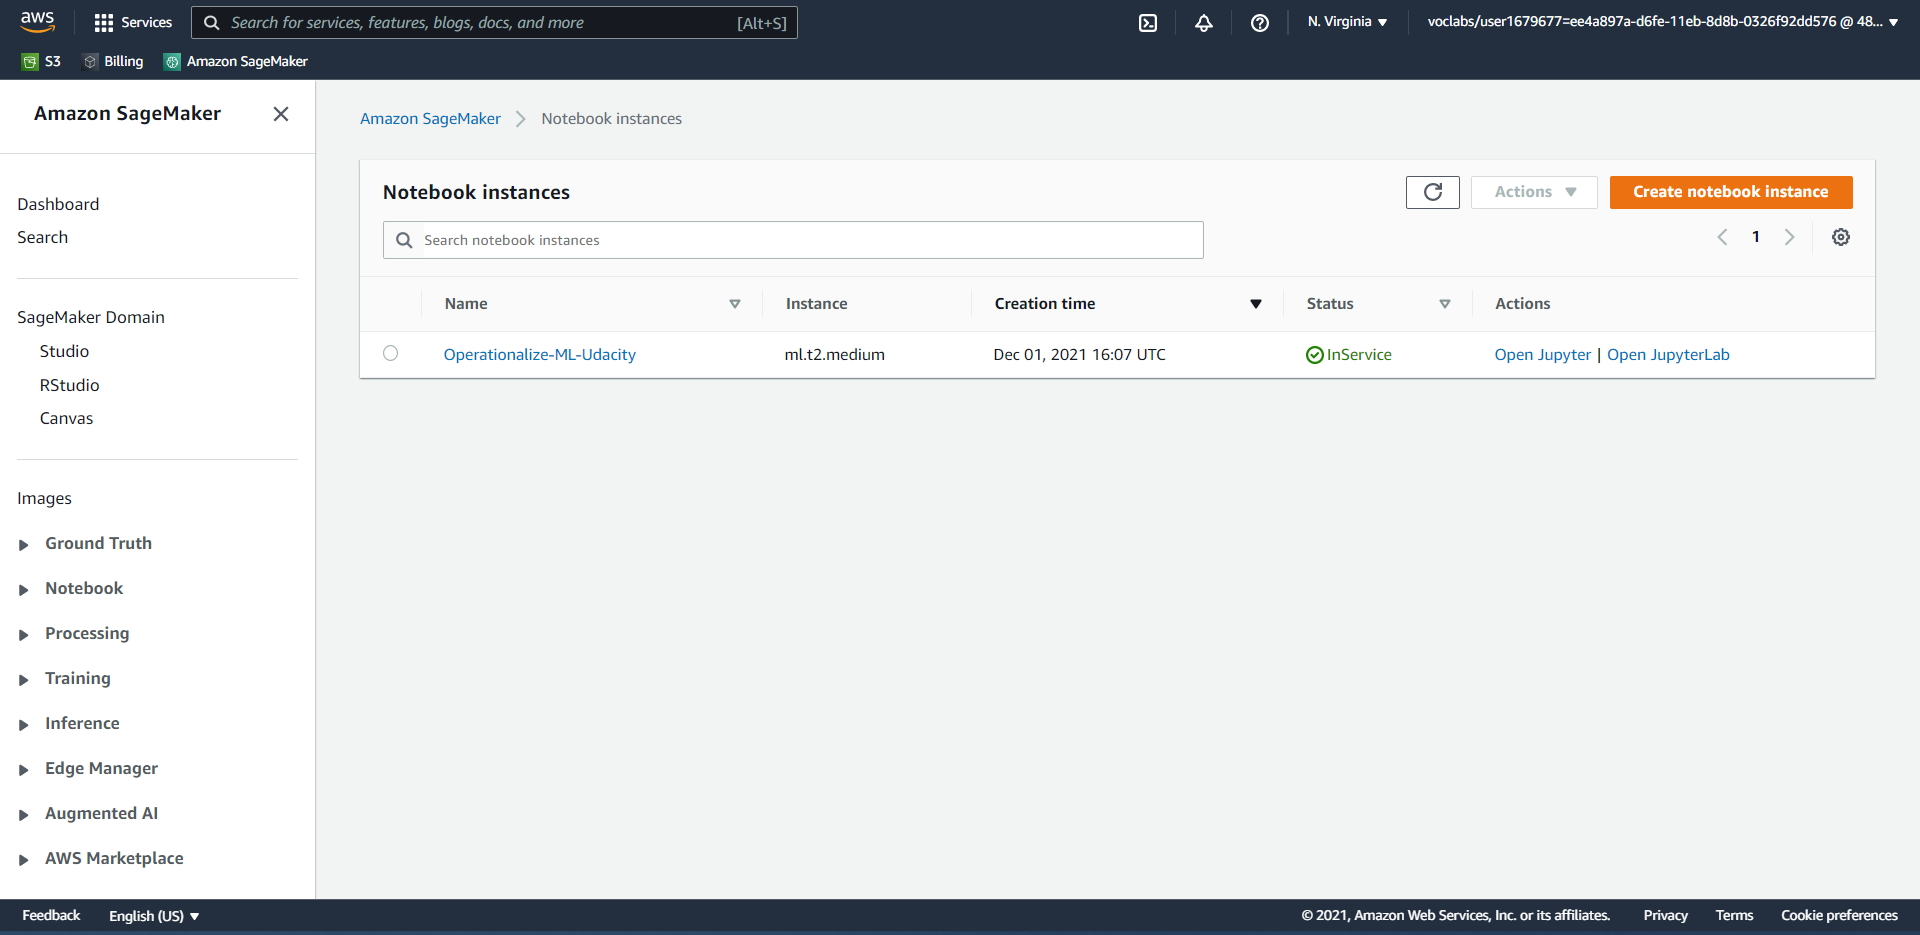 aws
Services
Search for services, features, blogs, docs, and more [Alt+S]
N. Virginia
voclabs/user1679677=ee4a897a-d6fe-11eb-8d8b-0326f92dd576 @ 48...
S3 Billing Amazon SageMaker
Amazon SageMaker
Dashboard
Search
SageMaker Domain
Studio
RStudio
Canvas
Images
Ground Truth
Notebook
Processing
Training
Inference
Edge Manager
Augmented AI
AWS Marketplace
Amazon SageMaker Notebook instances
Notebook instances
Actions
Create notebook instance
Search notebook instances
1
Name Instance Creation time Status Actions
Operationalize-ML-Udacity ml.t2.medium Dec 01, 2021 16:07 UTC InService Open Jupyter | Open JupyterLab
Feedback English (US) © 2021, Amazon Web Services, Inc. or its affiliates. Privacy Terms Cookie preferences